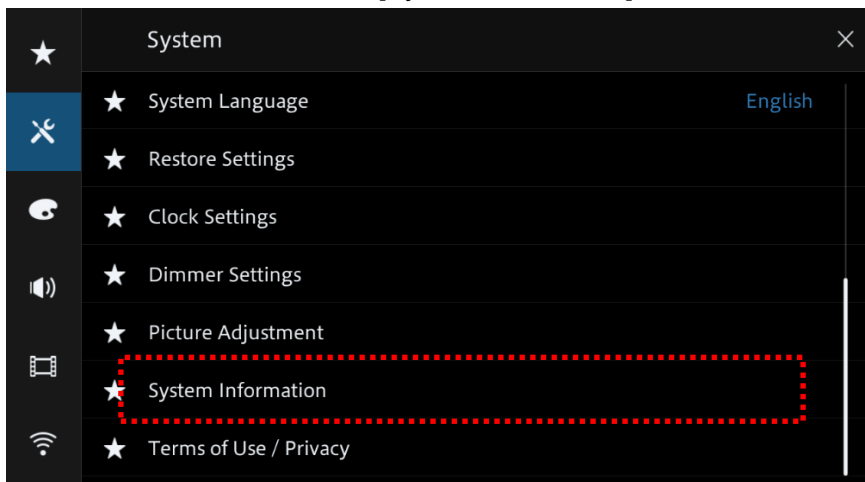 System
System Language English
Restore Settings
Clock Settings
Dimmer Settings
Picture Adjustment
System Information
Terms of Use / Privacy